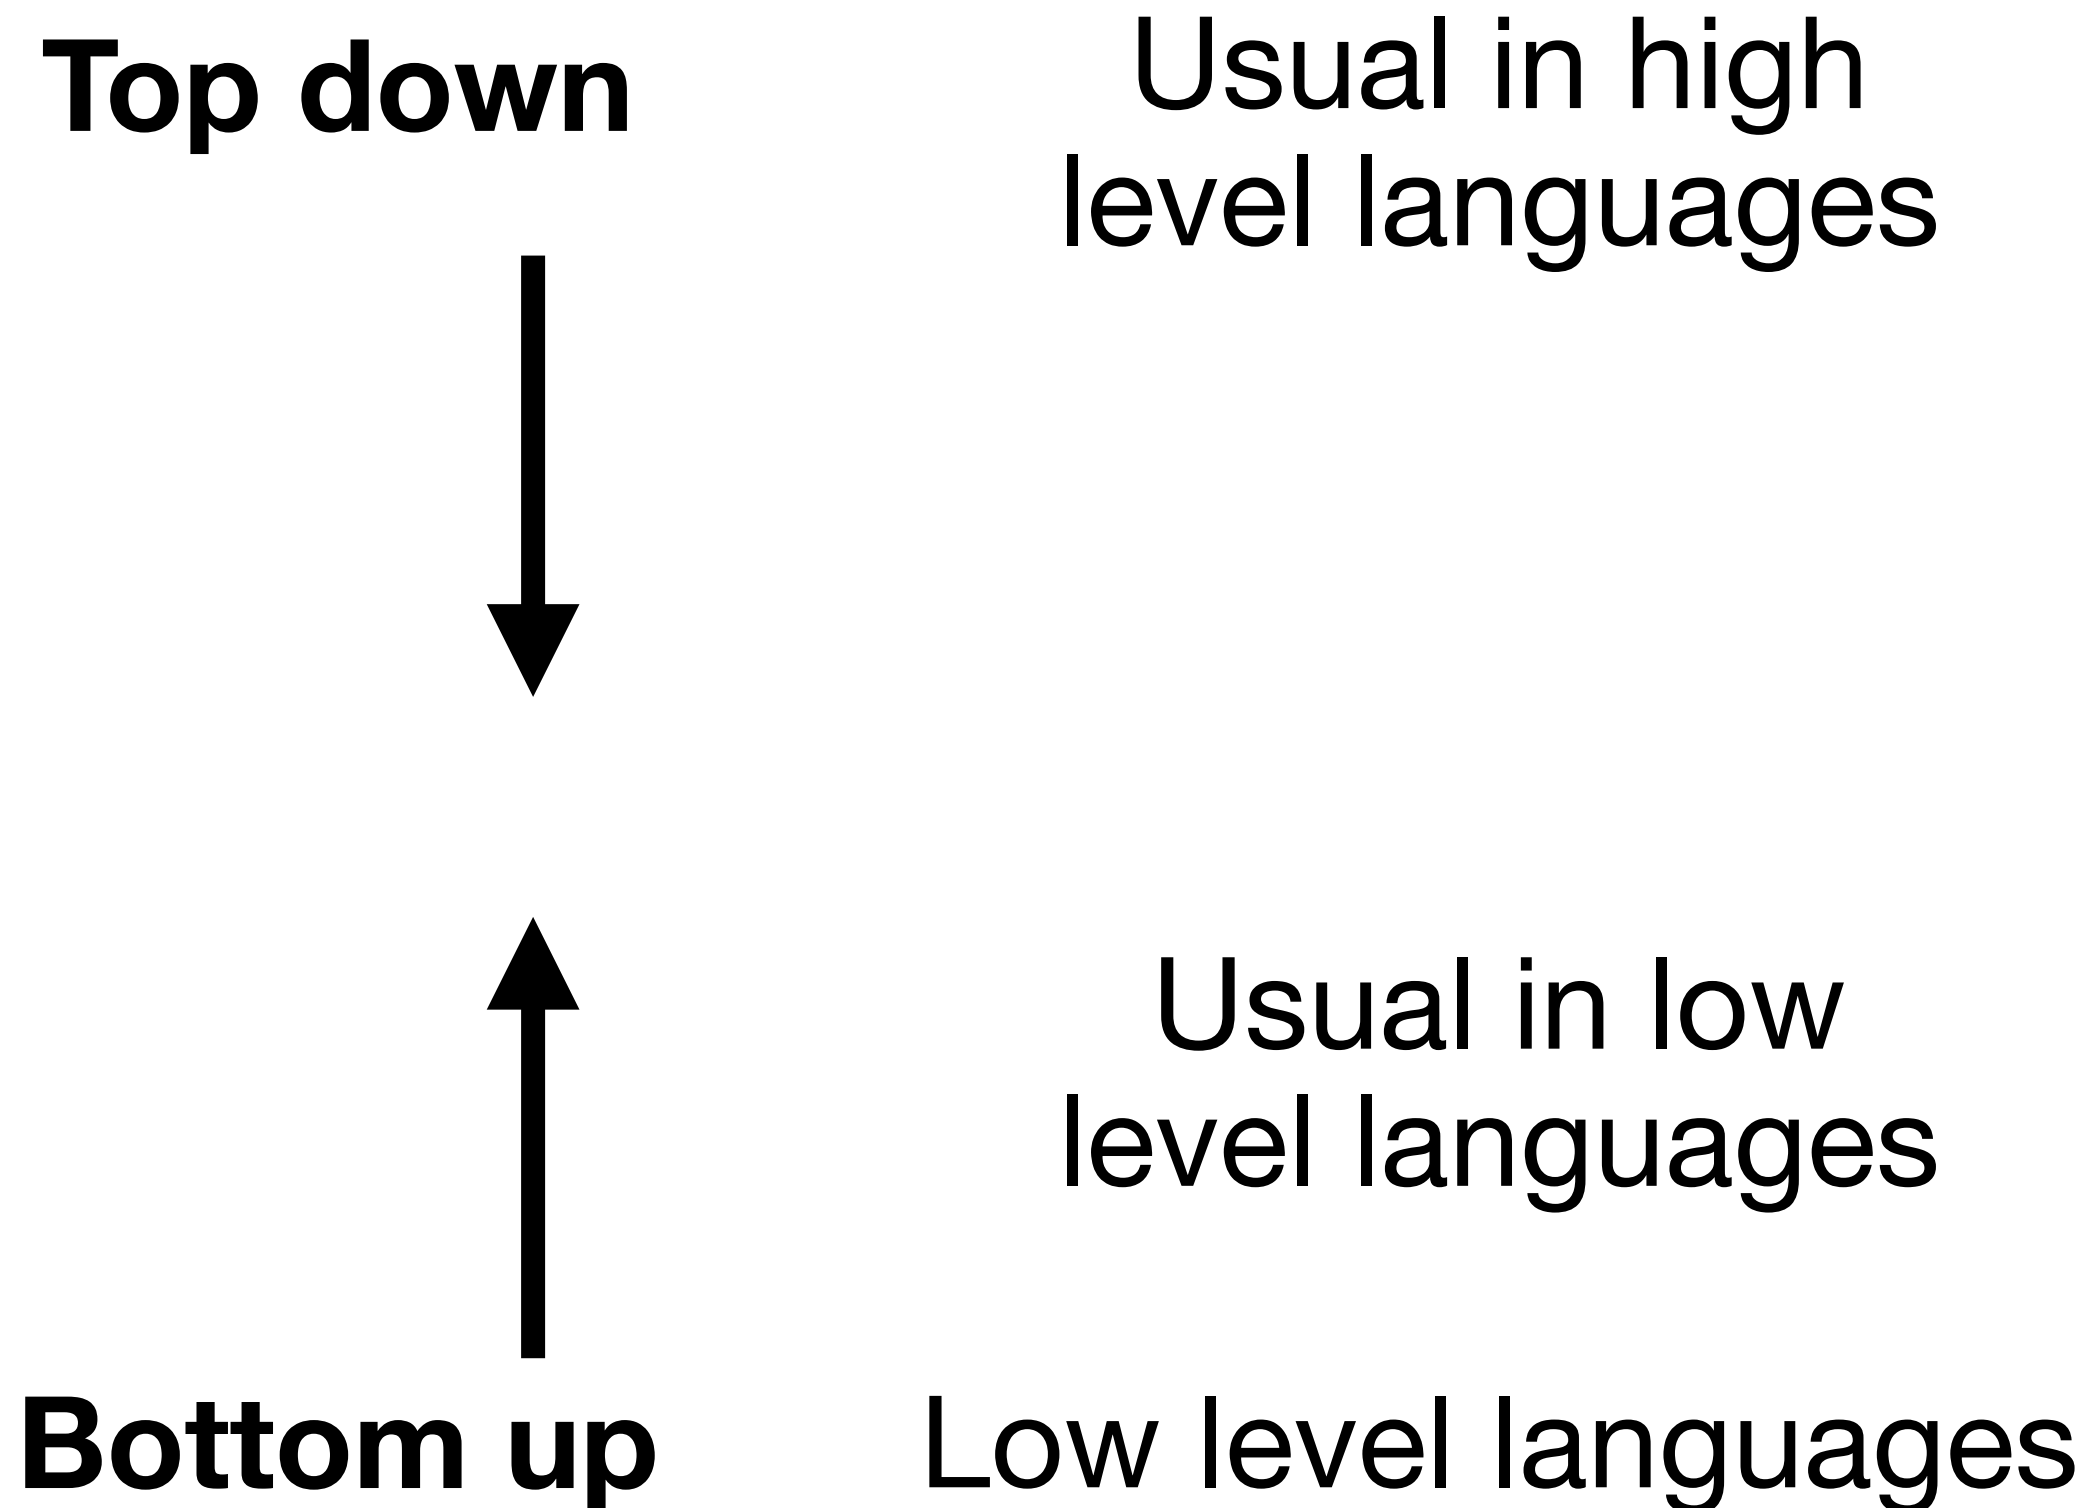 Top down
Usual in high
level languages
Usual in low
level languages
Bottom up
Low level languages